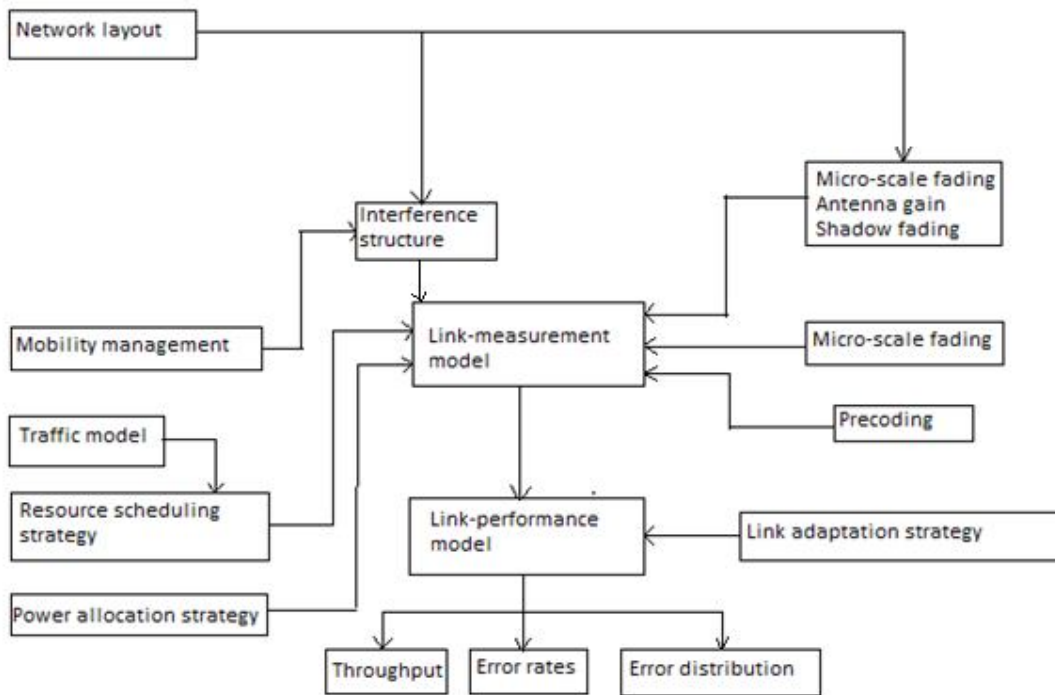 Network layout
Micro-scale fading
Antenna gain
Shadow fading
Interference
structure
Mobility management
Link-measurement
model
Micro-scale fading
Traffic model
Precoding
Resource scheduling
strategy
Link-performance
model
Link adaptation strategy
Power allocation strategy
Throughput
Error rates
Error distribution